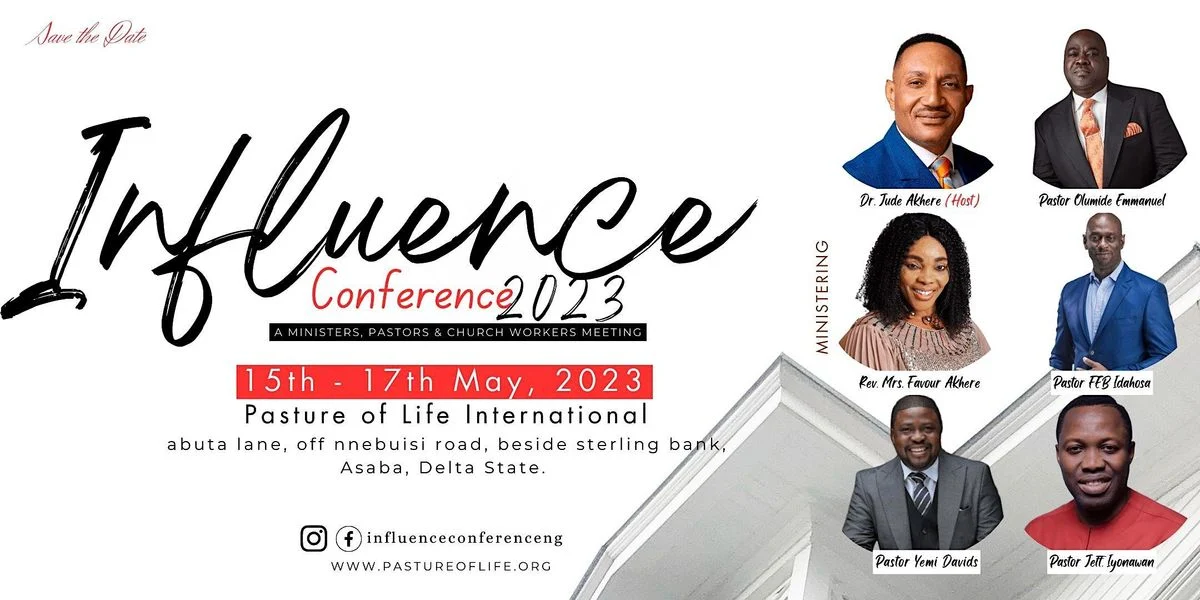 Save the Date
Influence
Conference 2023
A MINISTERS, PASTORS & CHURCH WORKERS MEETING
15th - 17th May, 2023
Pasture of Life International
abuta lane, off nnebuisi road, beside sterling bank,
Asaba, Delta State.
influenceconferenceng
WWW.PASTUREOFLIFE.ORG
MINISTERING
Dr. Jude Akhere (Host)
Pastor Olumide Emmanuel
Rev. Mrs. Favour Akhere
Pastor FEB Idahosa
Pastor Yemi Davids
Pastor Jeff. Iyonawan